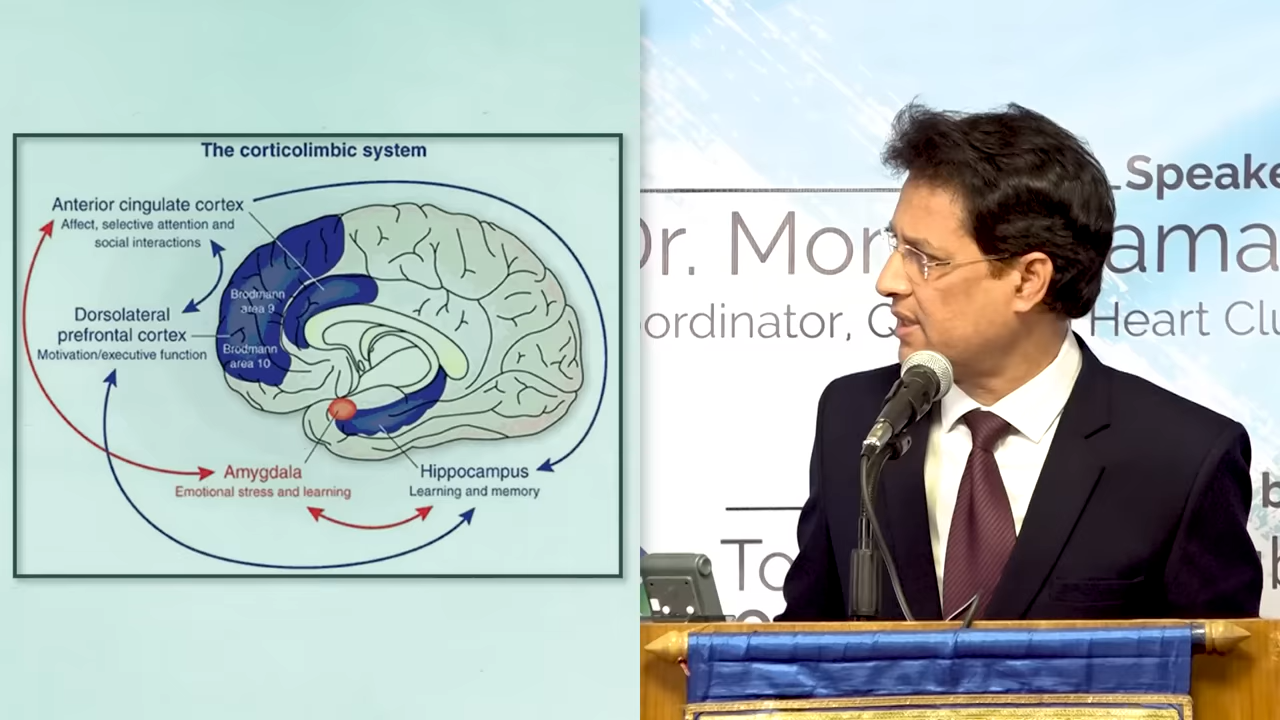 The corticolimbic system
Anterior cingulate cortex
Affect, selective attention and
social interactions
Dorsolateral
prefrontal cortex
Motivation/executive function
Brodmann
area 9
Brodmann
area 10
Amygdala
Emotional stress and learning
Hippocampus
Learning and memory
Speake
Dr. Mor ama
oordinator, Q Heart Clu
To